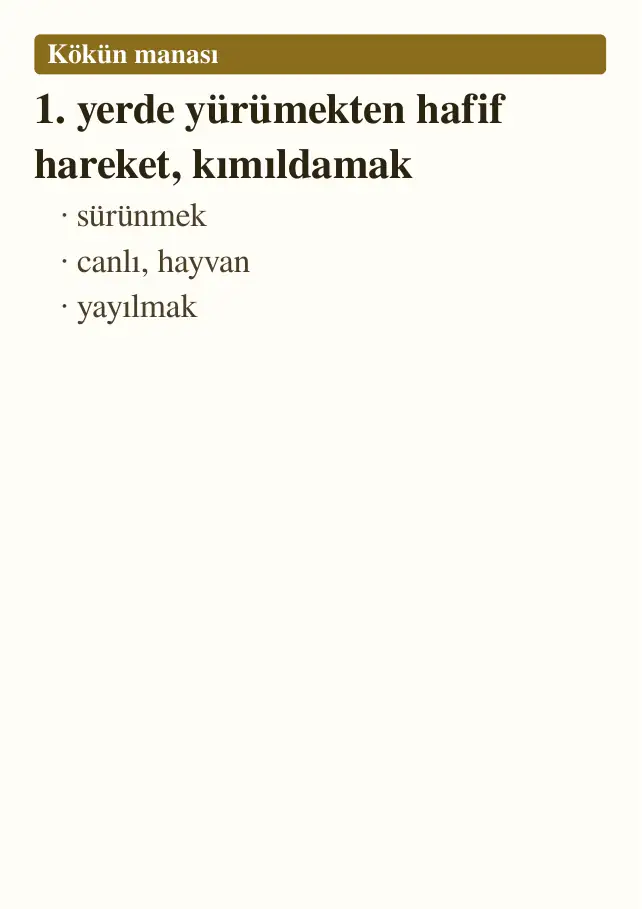 Kökün manası
1. yerde yürümekten hafif
hareket, kımıldamak
· sürünmek
· canlı, hayvan
· yayılmak